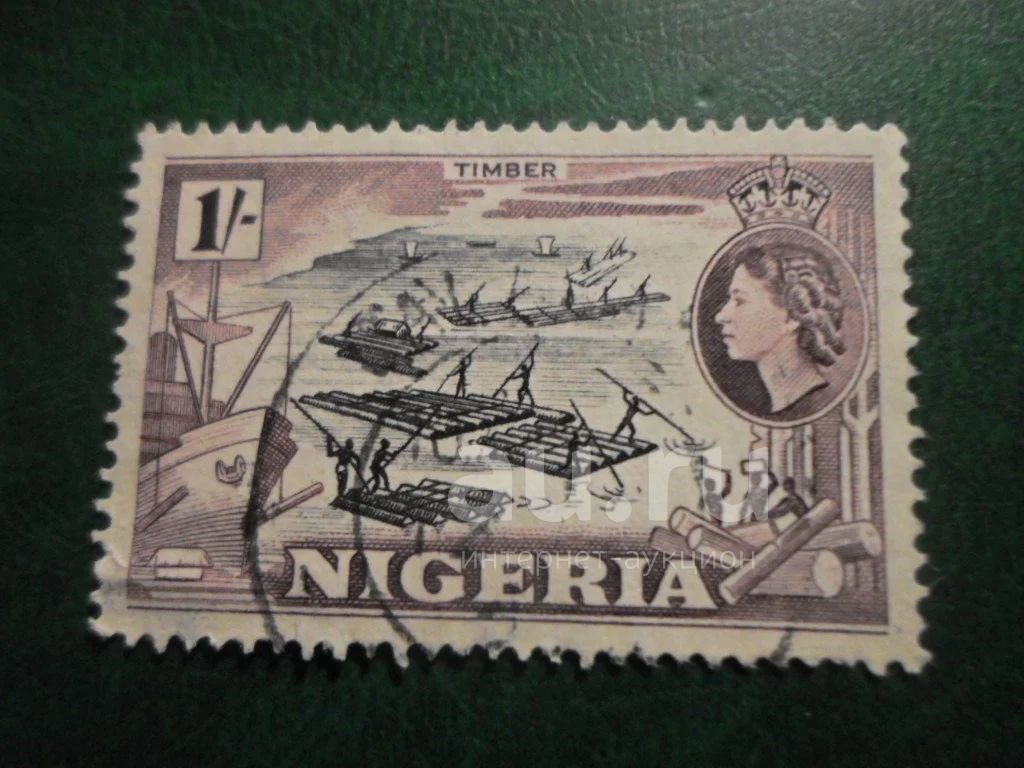 TIMBER
1/-
au.ru
интернет аукцион
NIGERIA